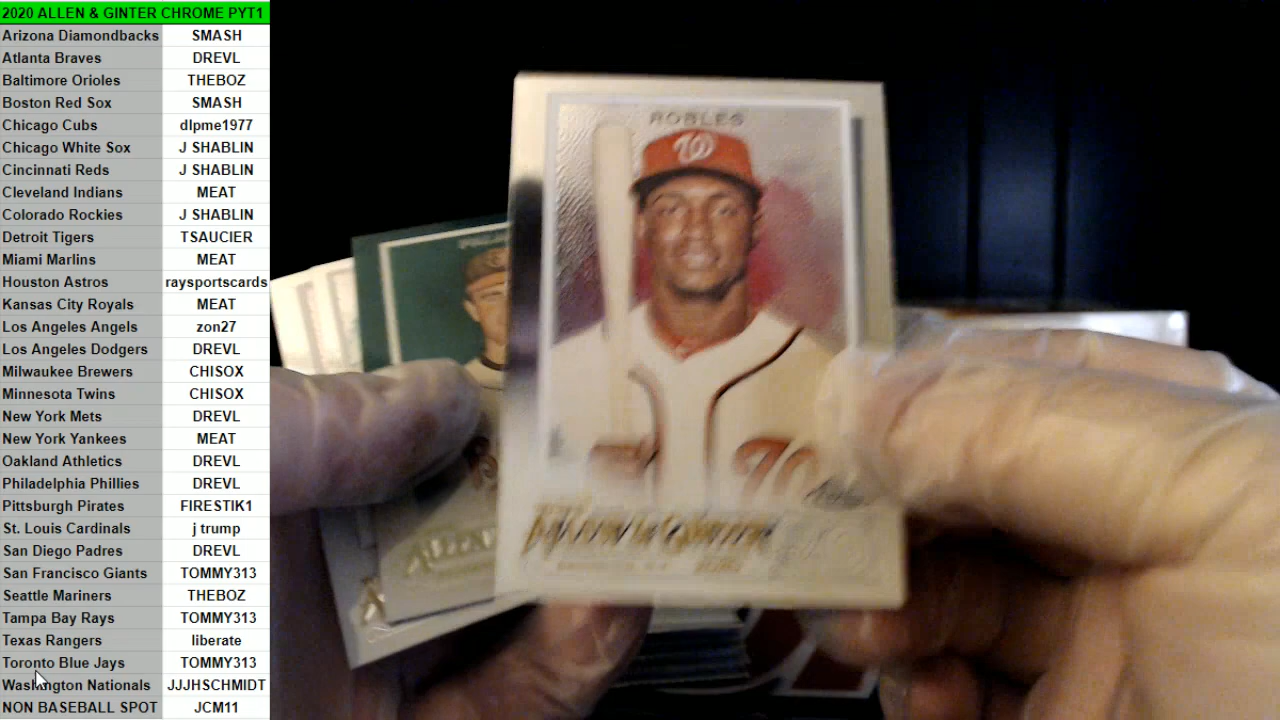 2020 ALLEN & GINTER CHROME PYT1
Arizona Diamondbacks SMASH
Atlanta Braves DREVL
Baltimore Orioles THEBOZ
Boston Red Sox SMASH
Chicago Cubs dlpme1977
Chicago White Sox J SHABLIN
Cincinnati Reds J SHABLIN
Cleveland Indians MEAT
Colorado Rockies J SHABLIN
Detroit Tigers TSAUCIER
Miami Marlins MEAT
Houston Astros raysportscards
Kansas City Royals MEAT
Los Angeles Angels zon27
Los Angeles Dodgers DREVL
Milwaukee Brewers CHISOX
Minnesota Twins CHISOX
New York Mets DREVL
New York Yankees MEAT
Oakland Athletics DREVL
Philadelphia Phillies DREVL
Pittsburgh Pirates FIRESTIK1
St. Louis Cardinals j trump
San Diego Padres DREVL
San Francisco Giants TOMMY313
Seattle Mariners THEBOZ
Tampa Bay Rays TOMMY313
Texas Rangers liberate
Toronto Blue Jays TOMMY313
Washington Nationals JJJHSCHMIDT
NON BASEBALL SPOT JCM11
ROBLES
W
Allen & Ginter